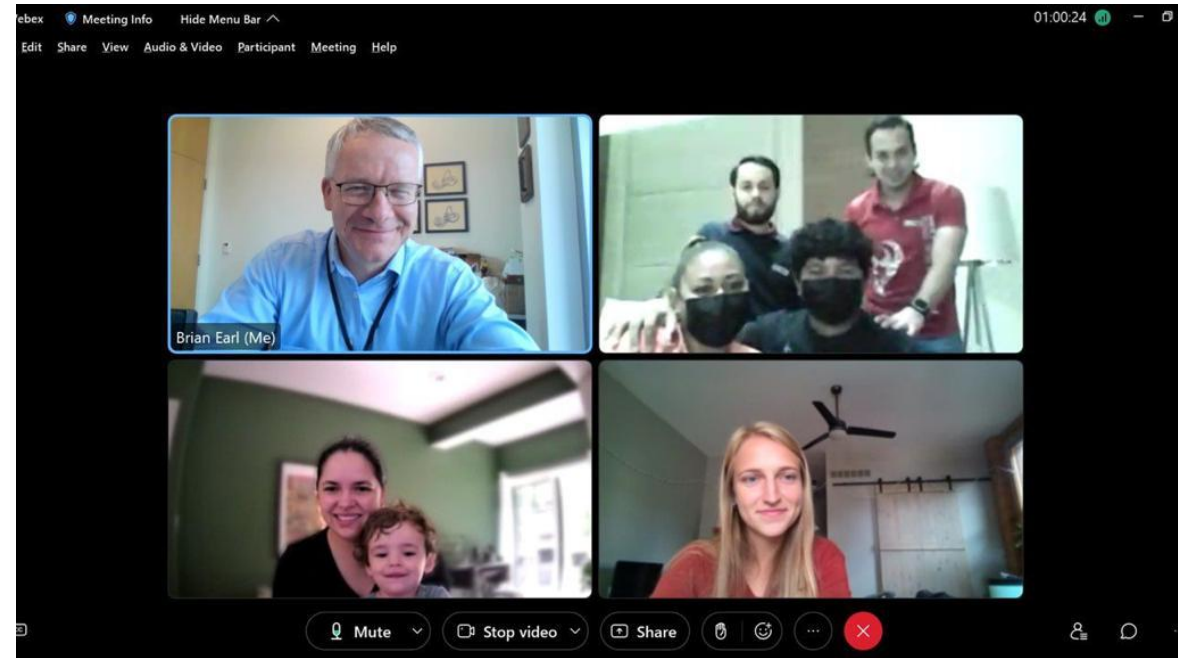 Meeting Info
Hide Menu Bar
01:00:24
Edit Share View Audio & Video Participant Meeting Help
Brian Earl (Me)
Mute
Stop video
Share